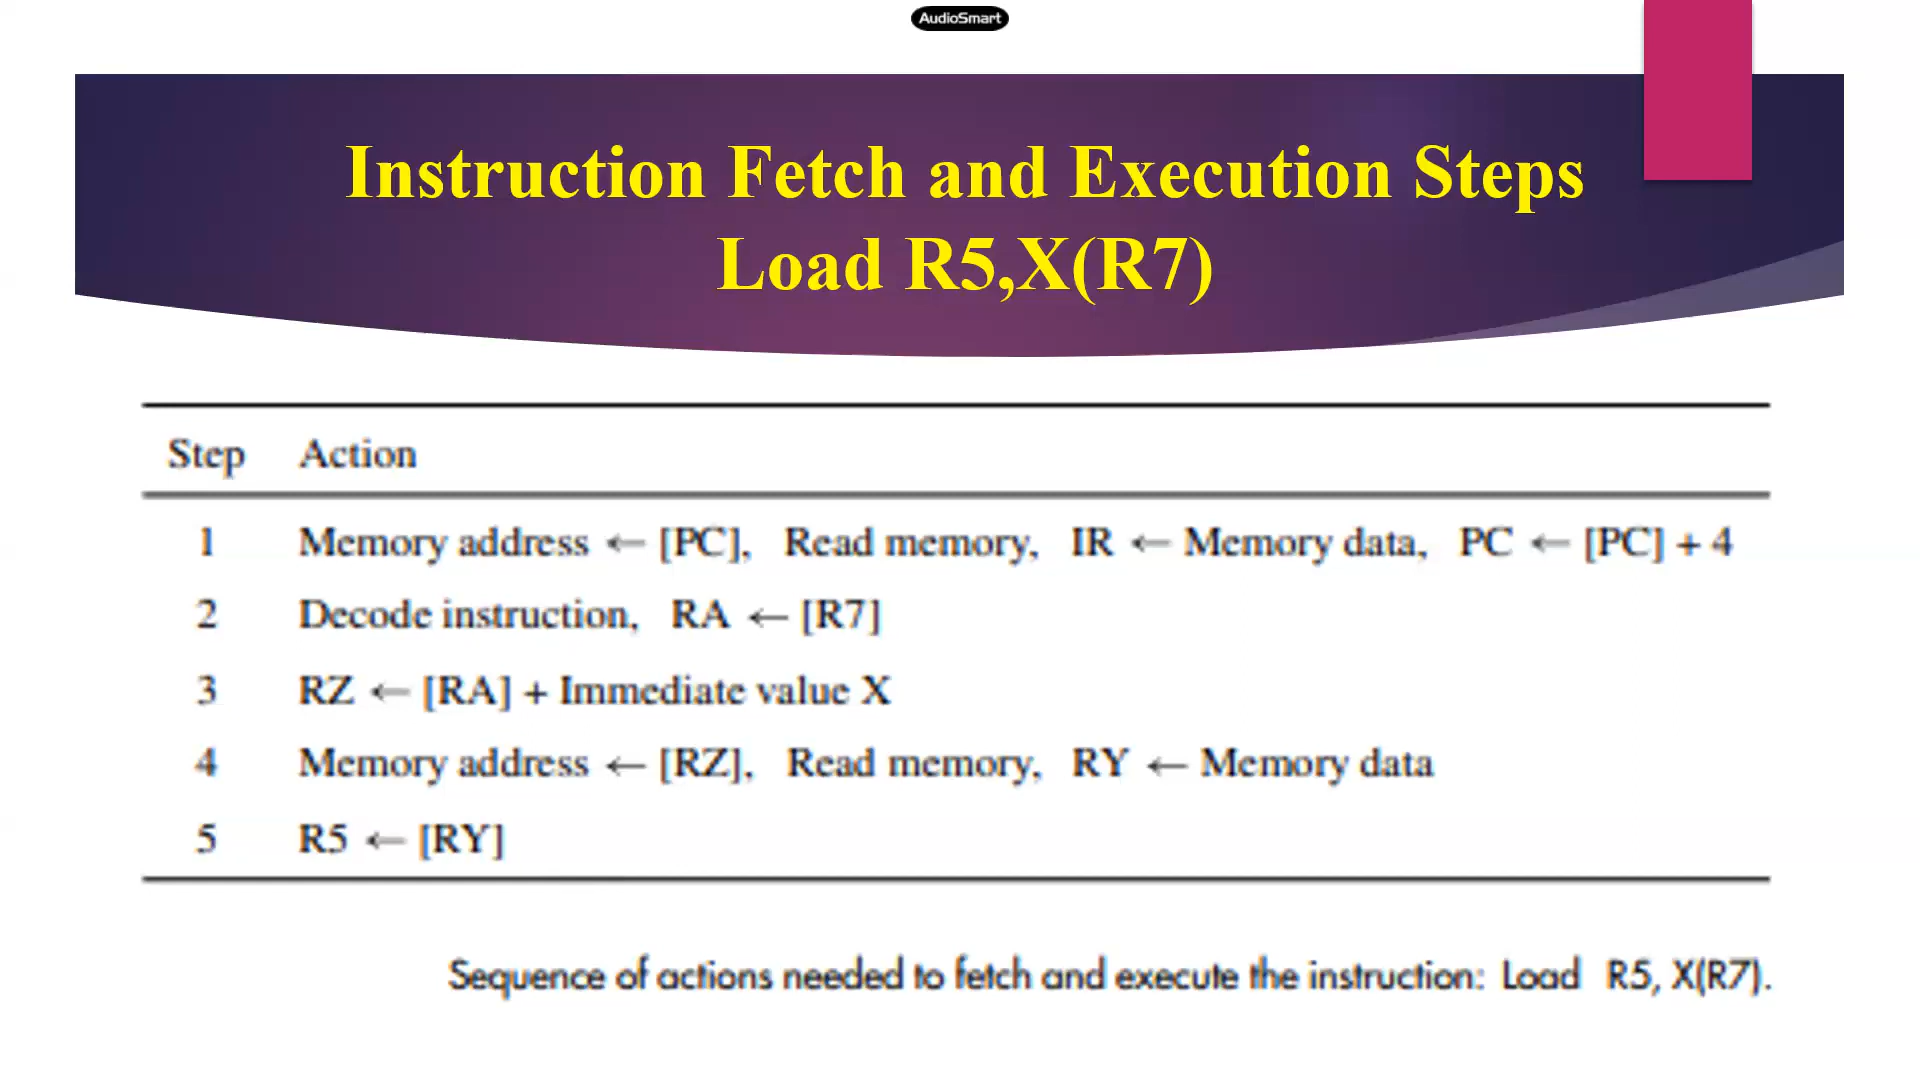 AudioSmart
Instruction Fetch and Execution Steps
Load R5,X(R7)
Step Action
1 Memory address ← [PC], Read memory, IR ← Memory data, PC ← [PC] + 4
2 Decode instruction, RA ← [R7]
3 RZ ← [RA] + Immediate value X
4 Memory address ← [RZ], Read memory, RY ← Memory data
5 R5 ← [RY]
Sequence of actions needed to fetch and execute the instruction: Load R5, X(R7).